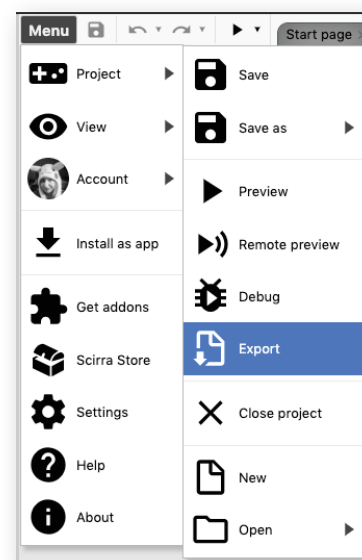 Menu
Start page
Project
View
Account
Install as app
Get addons
Scirra Store
Settings
Help
About
Save
Save as
Preview
Remote preview
Debug
Export
Close project
New
Open